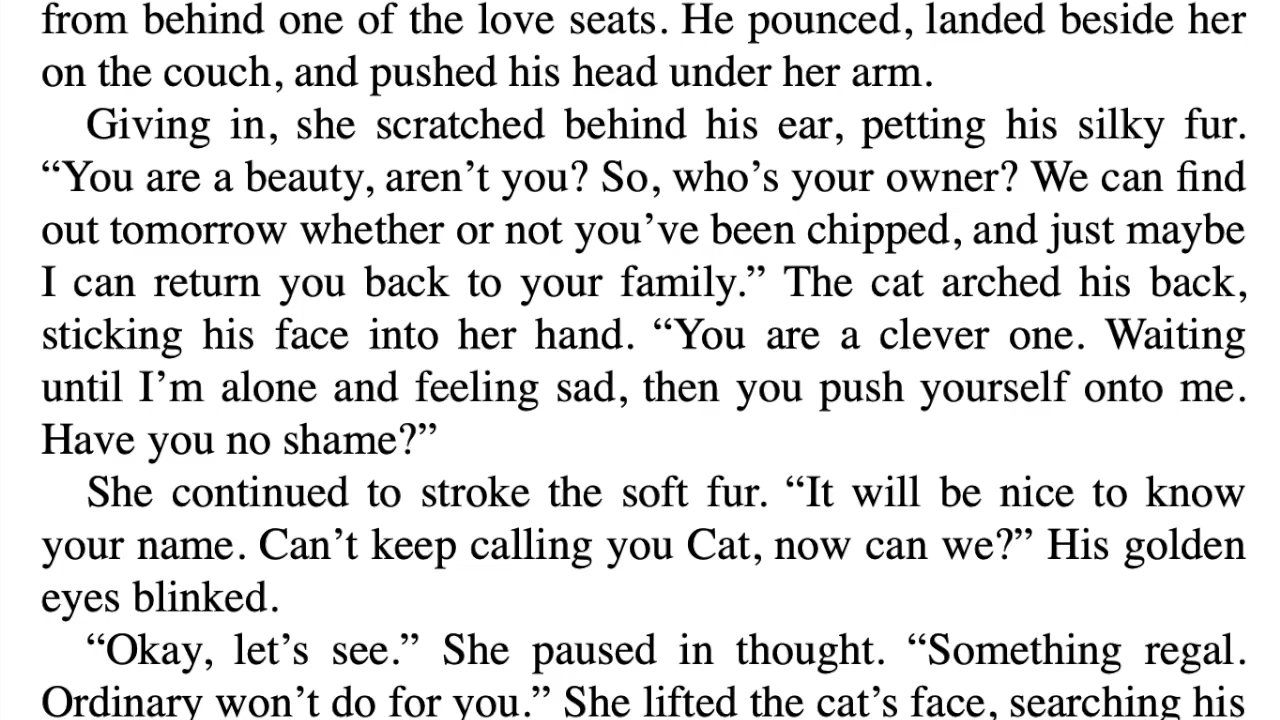 from behind one of the love seats. He pounced, landed beside her
on the couch, and pushed his head under her arm.
Giving in, she scratched behind his ear, petting his silky fur.
“You are a beauty, aren’t you? So, who’s your owner? We can find
out tomorrow whether or not you’ve been chipped, and just maybe
I can return you back to your family.” The cat arched his back,
sticking his face into her hand. “You are a clever one. Waiting
until I’m alone and feeling sad, then you push yourself onto me.
Have you no shame?”
She continued to stroke the soft fur. “It will be nice to know
your name. Can’t keep calling you Cat, now can we?” His golden
eyes blinked.
“Okay, let’s see.” She paused in thought. “Something regal.
Ordinary won’t do for you.” She lifted the cat’s face, searching his